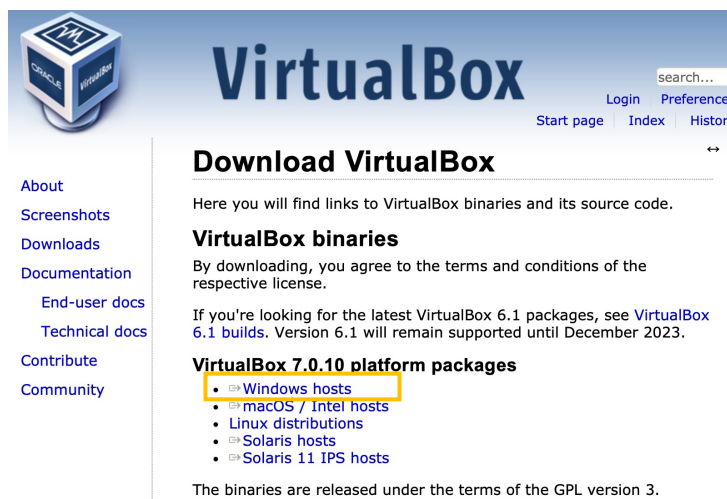 ORACLE
VirtualBox
VirtualBox
search...
Login
Preference
Start page
Index
Histor
Download VirtualBox
↔
About
Screenshots
Downloads
Documentation
End-user docs
Technical docs
Contribute
Community
Here you will find links to VirtualBox binaries and its source code.
VirtualBox binaries
By downloading, you agree to the terms and conditions of the
respective license.
If you're looking for the latest VirtualBox 6.1 packages, see VirtualBox
6.1 builds. Version 6.1 will remain supported until December 2023.
VirtualBox 7.0.10 platform packages
• Windows hosts
• macOS / Intel hosts
• Linux distributions
• Solaris hosts
• Solaris 11 IPS hosts
The binaries are released under the terms of the GPL version 3.